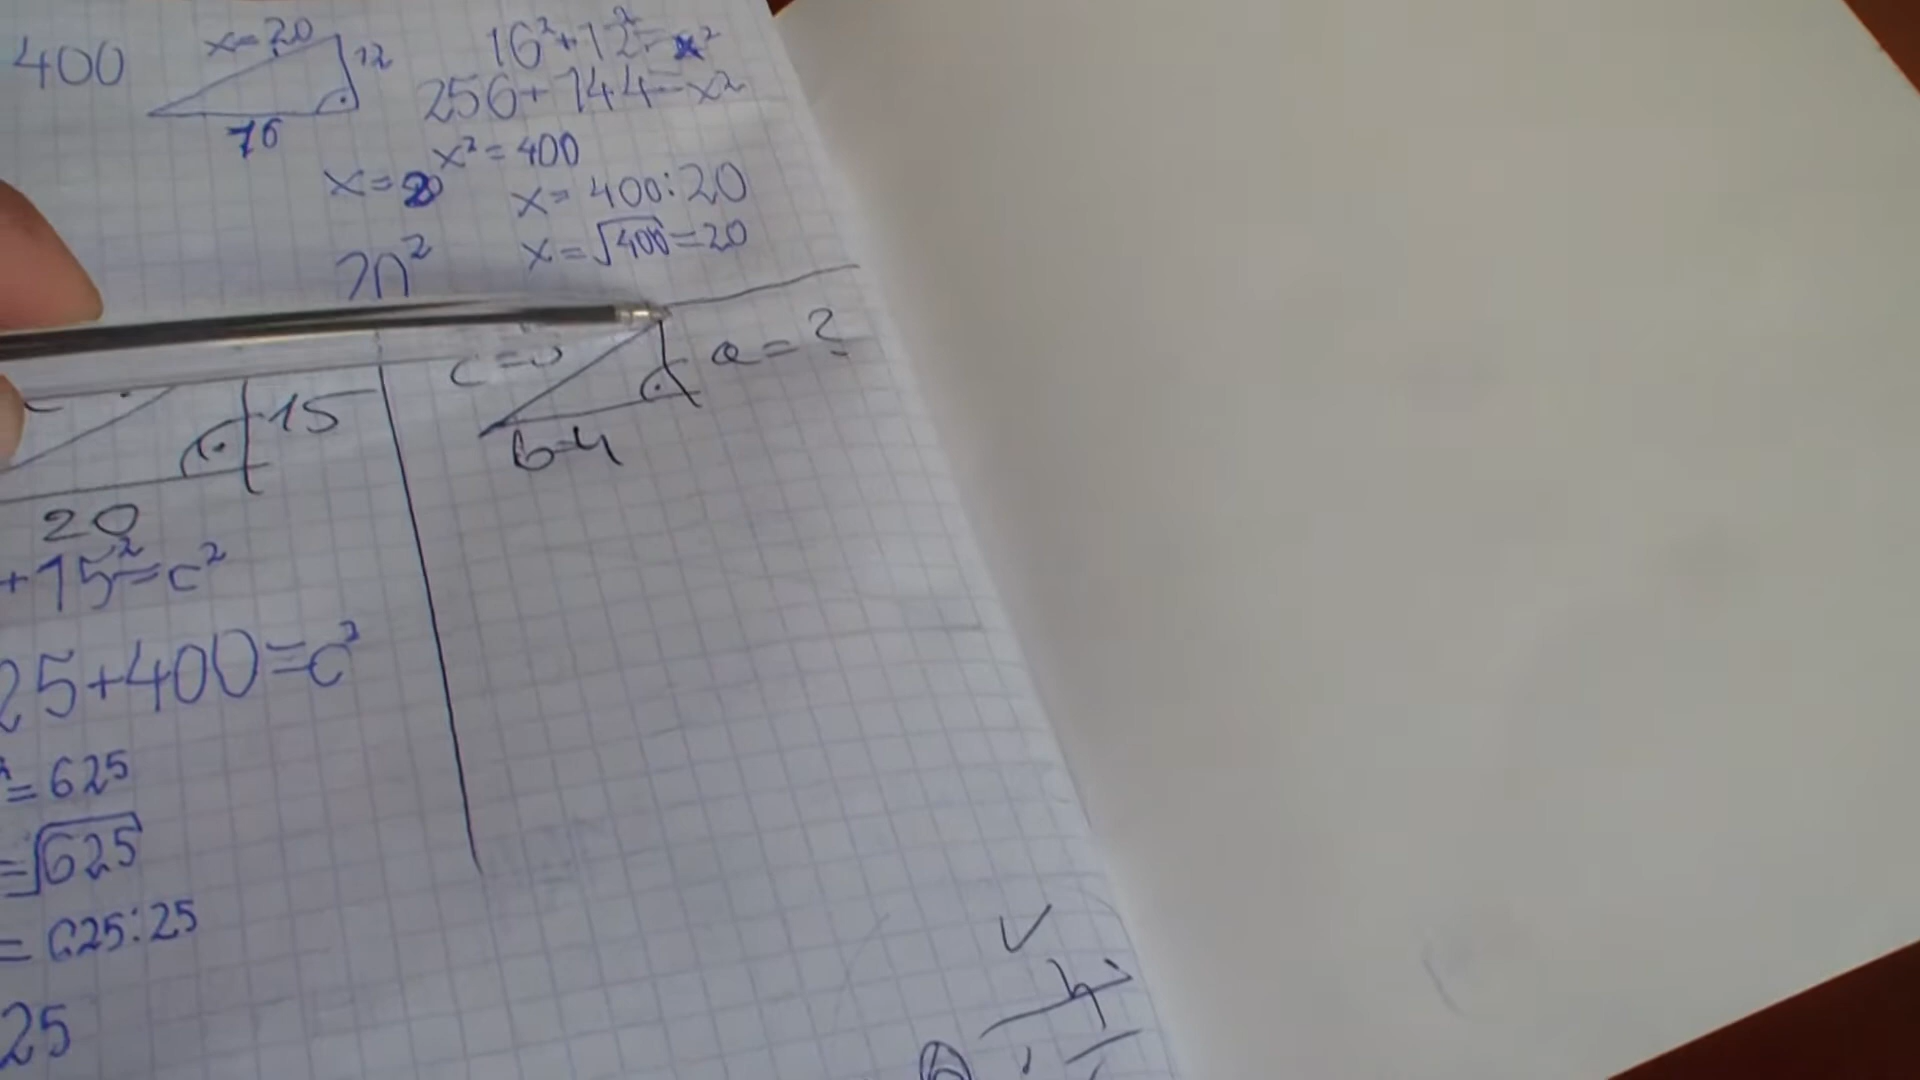 400
x=20
12
16
16²+12²=x²
256+144=x²
x²=400
x=20
x=400:20
x=√400=20
20²
15
20
+15²=c²
25+400=c²
=625
=√625
=625:25
25
a=?
b=4